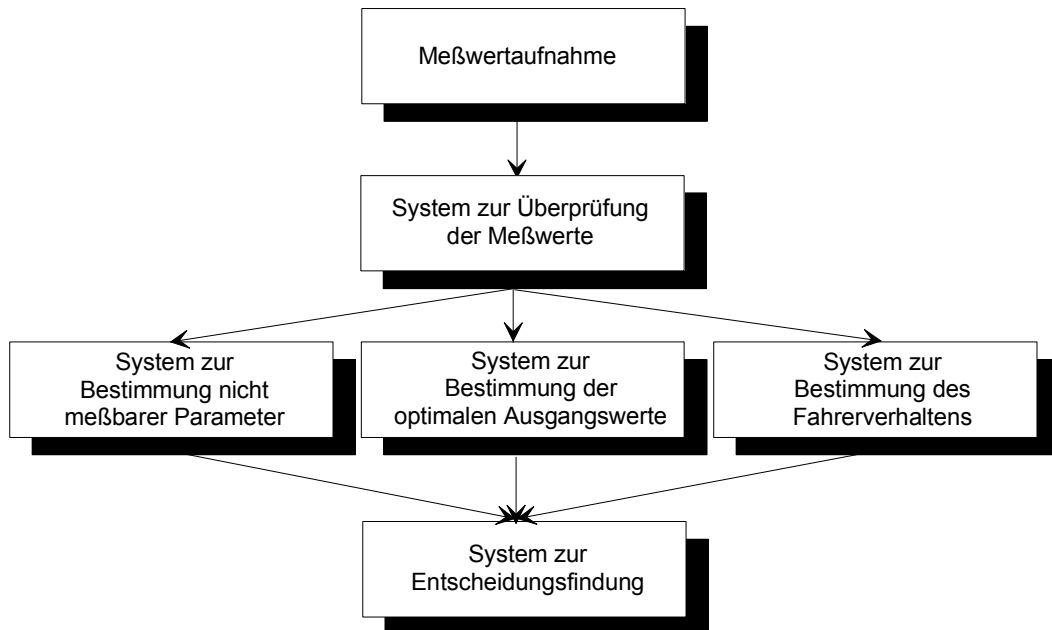 Meßwertaufnahme
System zur Überprüfung
der Meßwerte
System zur
Bestimmung nicht
meßbarer Parameter
System zur
Bestimmung der
optimalen Ausgangswerte
System zur
Bestimmung des
Fahrerverhaltens
System zur
Entscheidungsfindung